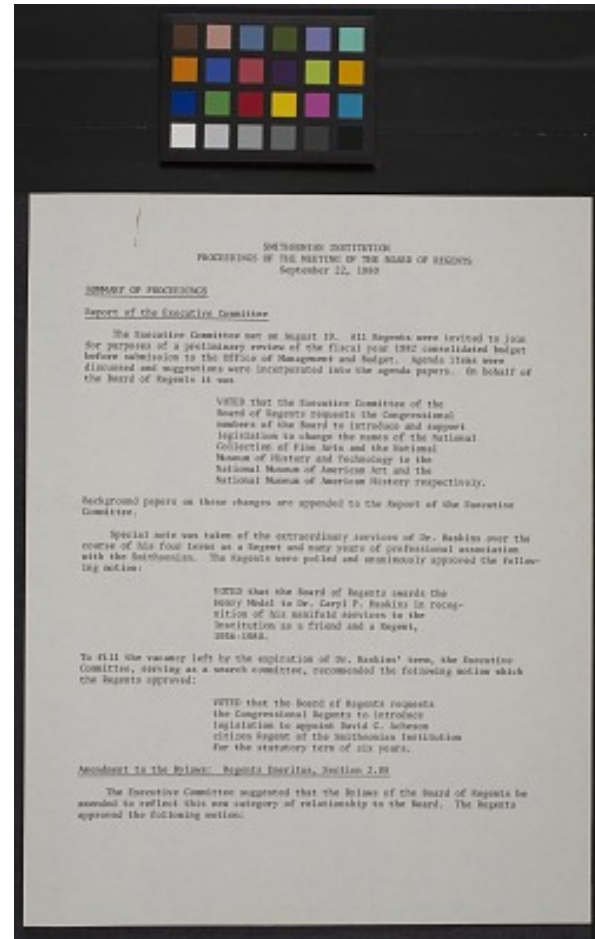 SMITHSONIAN INSTITUTION
PROCEEDINGS OF THE MEETING OF THE BOARD OF REGENTS
September 22, 1980
SUMMARY OF PROCEEDINGS
Report of the Executive Committee
The Executive Committee met on August 19. All Regents were invited to join
for purposes of a preliminary review of the fiscal year 1982 consolidated budget
before submission to the Office of Management and Budget. Agenda items were
discussed and suggestions were incorporated into the agenda papers. On behalf of
the Board of Regents it was
VOTED that the Executive Committee of the
Board of Regents requests the Congressional
members of the Board to introduce and support
legislation to change the names of the National
Collection of Fine Arts and the National
Museum of History and Technology to the
National Museum of American Art and the
National Museum of American History respectively.
Background papers on these changes are appended to the Report of the Executive
Committee.
Special note was taken of the extraordinary services of Dr. Haskins over the
course of his four terms as a Regent and many years of professional association
with the Smithsonian. The Regents were polled and unanimously approved the follow-
ing motion:
VOTED that the Board of Regents awards the
Henry Medal to Dr. Caryl P. Haskins in recog-
nition of his manifold services to the
Institution as a friend and a Regent,
1956-1980.
To fill the vacancy left by the expiration of Dr. Haskins' term, the Executive
Committee, serving as a search committee, recommended the following motion which
the Regents approved:
VOTED that the Board of Regents requests
the Congressional Regents to introduce
legislation to appoint David C. Acheson
citizen Regent of the Smithsonian Institution
for the statutory term of six years.
Amendment to the Bylaws: Regents Emeritus, Section 2.08
The Executive Committee suggested that the Bylaws of the Board of Regents be
amended to reflect this new category of relationship to the Board. The Regents
approved the following motion: